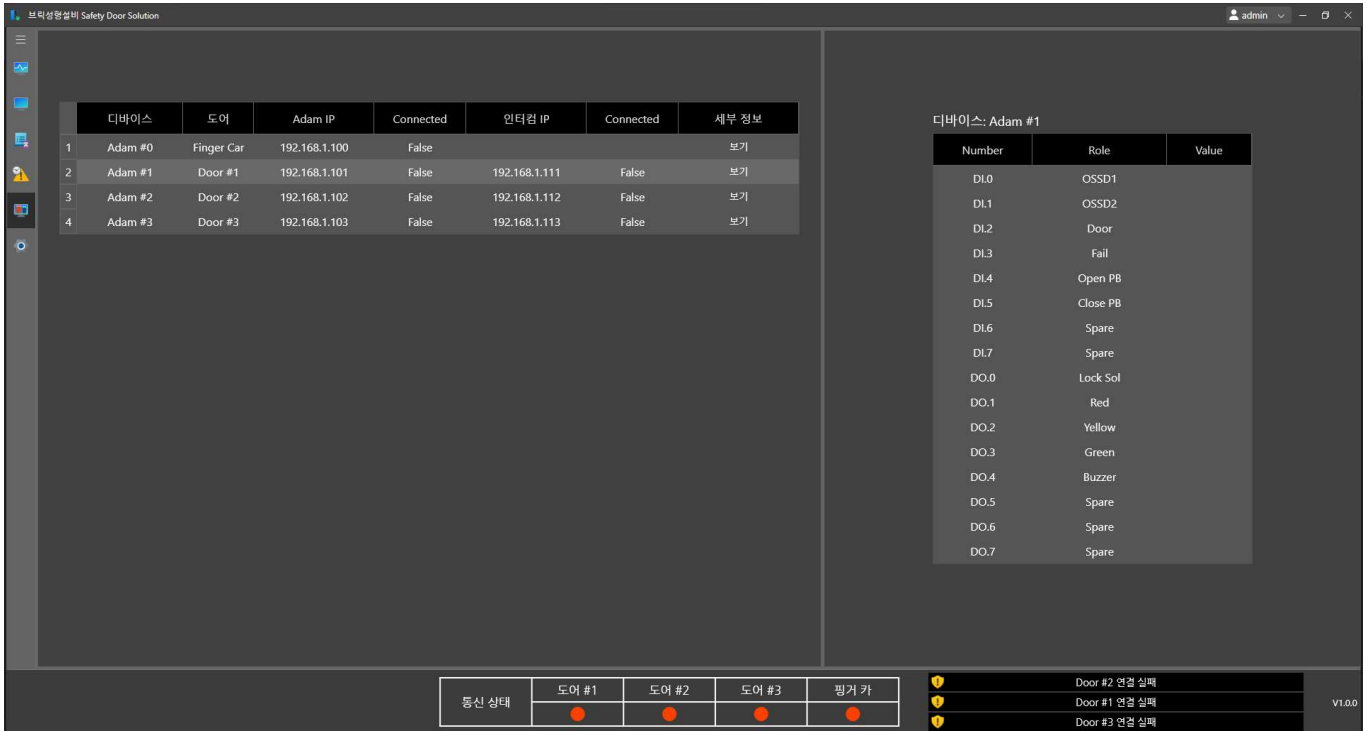 브릭성형설비 Safety Door Solution
admin
디바이스 도어 Adam IP Connected 인터컴 IP Connected 세부 정보
1 Adam #0 Finger Car 192.168.1.100 False 보기
2 Adam #1 Door #1 192.168.1.101 False 192.168.1.111 False 보기
3 Adam #2 Door #2 192.168.1.102 False 192.168.1.112 False 보기
4 Adam #3 Door #3 192.168.1.103 False 192.168.1.113 False 보기
디바이스: Adam #1
Number Role Value
DI.0 OSSD1
DI.1 OSSD2
DI.2 Door
DI.3 Fail
DI.4 Open PB
DI.5 Close PB
DI.6 Spare
DI.7 Spare
DO.0 Lock Sol
DO.1 Red
DO.2 Yellow
DO.3 Green
DO.4 Buzzer
DO.5 Spare
DO.6 Spare
DO.7 Spare
통신 상태 도어 #1 도어 #2 도어 #3 핑거 카
Door #2 연결 실패
Door #1 연결 실패
Door #3 연결 실패
V1.0.0